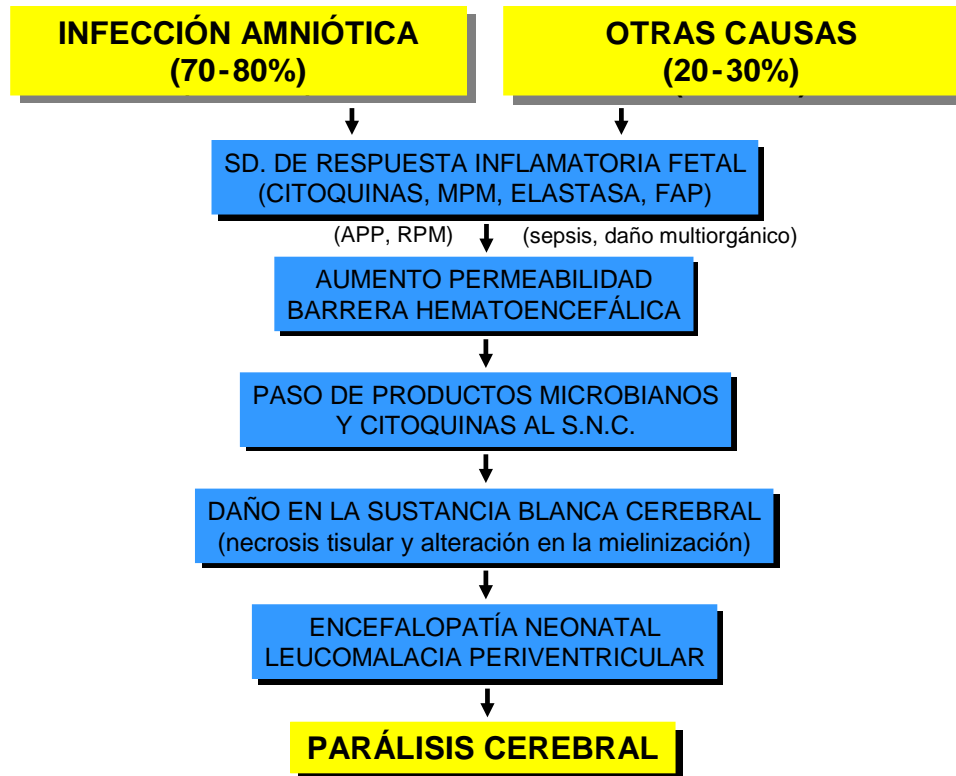 INFECCIÓN AMNIÓTICA
(70-80%)
OTRAS CAUSAS
(20-30%)
SD. DE RESPUESTA INFLAMATORIA FETAL
(CITOQUINAS, MPM, ELASTASA, FAP)
(APP, RPM) (sepsis, daño multiorgánico)
AUMENTO PERMEABILIDAD
BARRERA HEMATOENCEFÁLICA
PASO DE PRODUCTOS MICROBIANOS
Y CITOQUINAS AL S.N.C.
DAÑO EN LA SUSTANCIA BLANCA CEREBRAL
(necrosis tisular y alteración en la mielinización)
ENCEFALOPATÍA NEONATAL
LEUCOMALACIA PERIVENTRICULAR
PARÁLISIS CEREBRAL